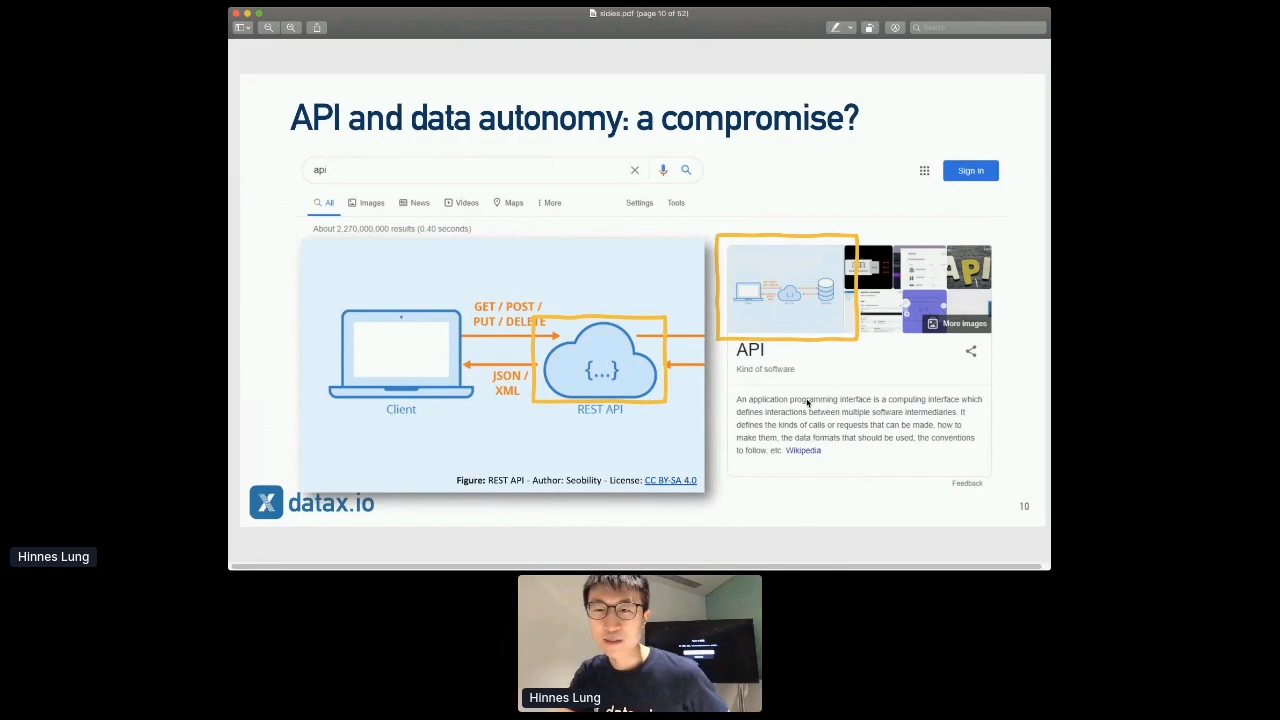 sldies.pdf (page 10 of 52)
Search
API and data autonomy: a compromise?
api
Sign in
All Images News Videos Maps More Settings Tools
About 2,270,000,000 results (0.40 seconds)
GET / POST /
PUT / DELETE
JSON /
XML
{...}
Client
REST API
Figure: REST API - Author: Seobility - License: CC BY-SA 4.0
API
More images
API
Kind of software
An application programming interface is a computing interface which
defines interactions between multiple software intermediaries. It
defines the kinds of calls or requests that can be made, how to
make them, the data formats that should be used, the conventions
to follow, etc. Wikipedia
Feedback
X datax.io
10
Hinnes Lung
Hinnes Lung